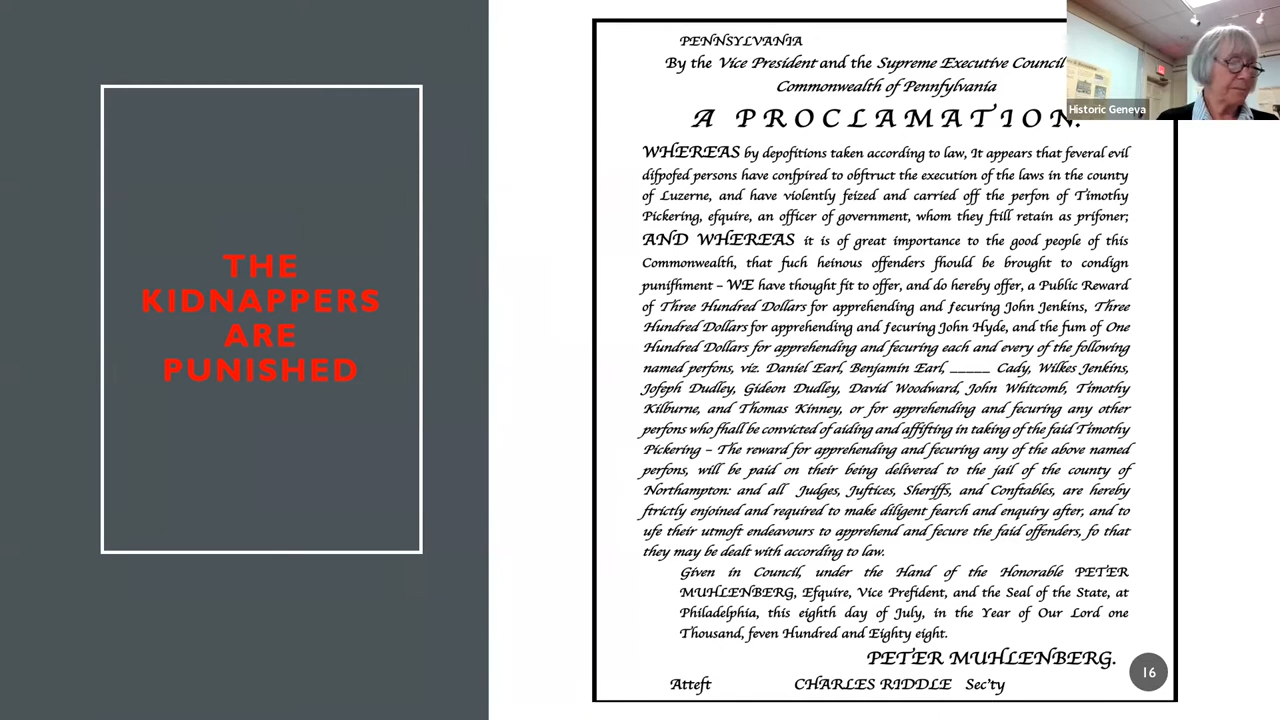 THE
KIDNAPPERS
ARE
PUNISHED
PENNSYLVANIA
By the Vice President and the Supreme Executive Council
Commonwealth of Pennfylvania
A PROCLAMATION.
WHEREAS by depofitions taken according to law, It appears that feveral evil
difpofed persons have confpired to obftruct the execution of the laws in the county
of Luzerne, and have violently feized and carried off the perfon of Timothy
Pickering, efquire, an officer of government, whom they ftill retain as prifoner;
AND WHEREAS it is of great importance to the good people of this
Commonwealth, that fuch heinous offenders fhould be brought to condign
punifhment – WE have thought fit to offer, and do hereby offer, a Public Reward
of Three Hundred Dollars for apprehending and fecuring John Jenkins, Three
Hundred Dollars for apprehending and fecuring John Hyde, and the fum of One
Hundred Dollars for apprehending and fecuring each and every of the following
named perfons, viz. Daniel Earl, Benjamin Earl, _____ Cady, Wilkes Jenkins,
Jofeph Dudley, Gideon Dudley, David Woodward, John Whitcomb, Timothy
Kilburne, and Thomas Kinney, or for apprehending and fecuring any other
perfons who fhall be convicted of aiding and affifting in taking of the faid Timothy
Pickering – The reward for apprehending and fecuring any of the above named
perfons, will be paid on their being delivered to the jail of the county of
Northampton: and all Judges, Juftices, Sheriffs, and Conftables, are hereby
ftrictly enjoined and required to make diligent fearch and enquiry after, and to
ufe their utmoft endeavours to apprehend and fecure the faid offenders, fo that
they may be dealt with according to law.
Given in Council, under the Hand of the Honorable PETER
MUHLENBERG, Efquire, Vice Prefident, and the Seal of the State, at
Philadelphia, this eighth day of July, in the Year of Our Lord one
Thousand, feven Hundred and Eighty eight.
PETER MUHLENBERG.
Atteft CHARLES RIDDLE Sec'ty
16
Historic Geneva